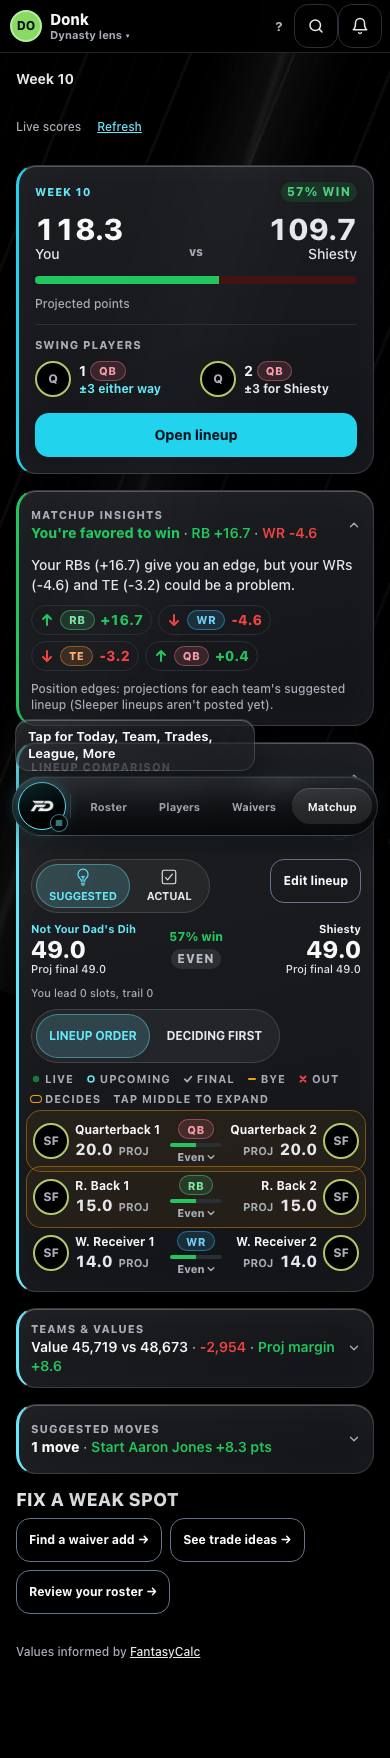 DO
Donk
Dynasty lens ▾
?
Week 10
Live scores Refresh
WEEK 10
57% WIN
118.3
109.7
You
vs
Shiesty
Projected points
SWING PLAYERS
Q
1 QB
±3 either way
Q
2 QB
±3 for Shiesty
Open lineup
MATCHUP INSIGHTS
You're favored to win · RB +16.7 · WR -4.6
Your RBs (+16.7) give you an edge, but your WRs
(-4.6) and TE (-3.2) could be a problem.
↑ RB +16.7 ↓ WR -4.6
↓ TE -3.2 ↑ QB +0.4
Position edges: projections for each team's suggested
lineup (Sleeper lineups aren't posted yet).
Tap for Today, Team, Trades,
League, More
LINEUP COMPARISON
Roster Players Waivers Matchup
SUGGESTED
ACTUAL
Edit lineup
Not Your Dad's Dih
57% win
Shiesty
49.0
EVEN
49.0
Proj final 49.0
Proj final 49.0
You lead 0 slots, trail 0
LINEUP ORDER
DECIDING FIRST
LIVE UPCOMING FINAL BYE OUT
DECIDES TAP MIDDLE TO EXPAND
SF Quarterback 1 QB Quarterback 2 SF
20.0 PROJ Even PROJ 20.0
SF R. Back 1 RB R. Back 2 SF
15.0 PROJ Even PROJ 15.0
SF W. Receiver 1 WR W. Receiver 2 SF
14.0 PROJ Even PROJ 14.0
TEAMS & VALUES
Value 45,719 vs 48,673 · -2,954 · Proj margin
+8.6
SUGGESTED MOVES
1 move · Start Aaron Jones +8.3 pts
FIX A WEAK SPOT
Find a waiver add →
See trade ideas →
Review your roster →
Values informed by FantasyCalc